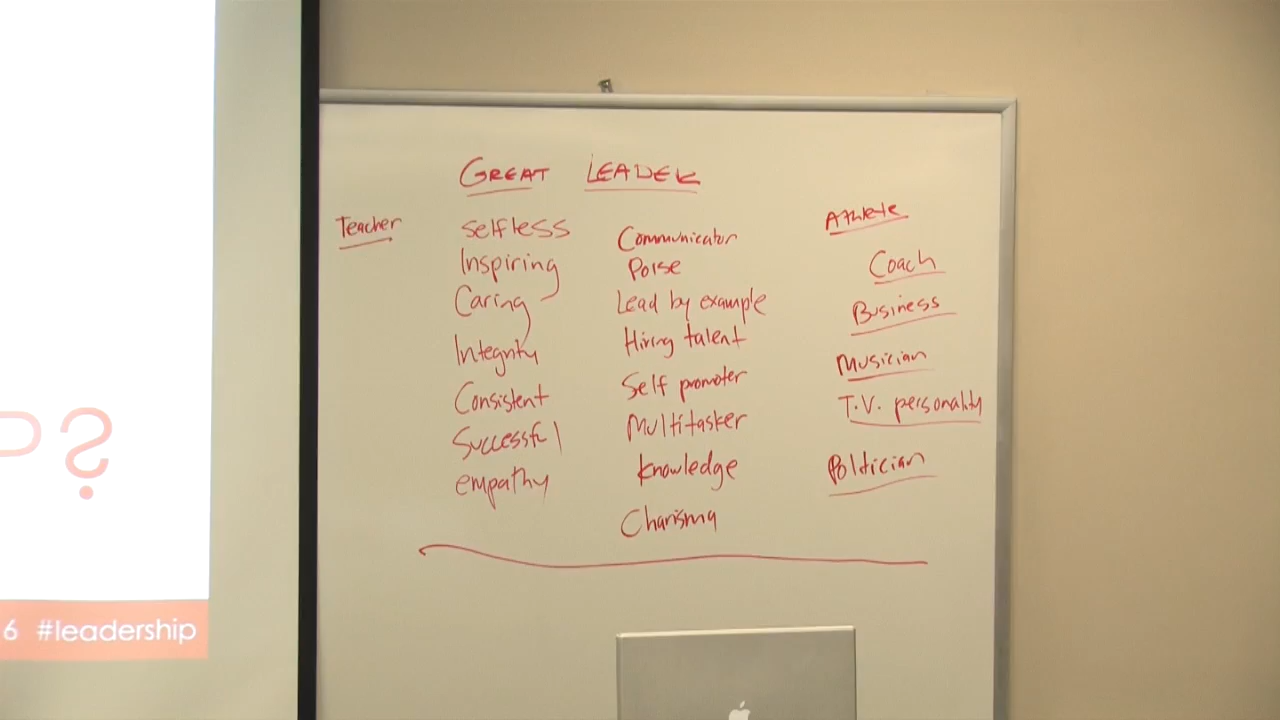 GREAT LEADER
Teacher
Selfless
Inspiring
Caring
Integrity
Consistent
Successful
empathy
Communicator
Poise
Lead by example
Hiring talent
Self promoter
Multitasker
Knowledge
Charisma
Athlete
Coach
Business
Musician
T.V. personality
Politician
P?
6 #leadership